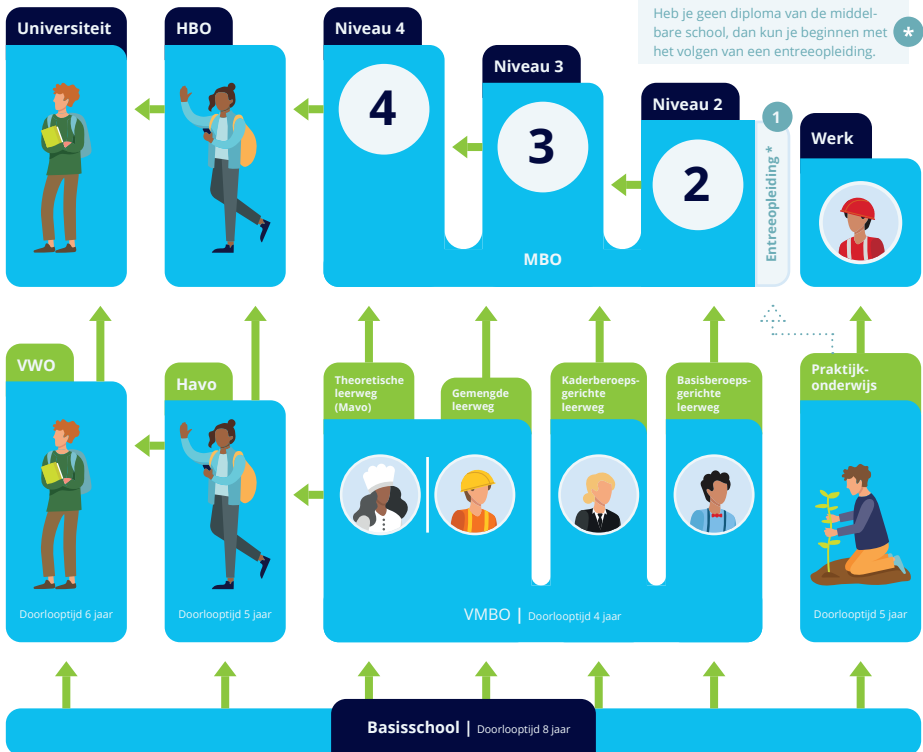 Heb je geen diploma van de middel-
bare school, dan kun je beginnen met
het volgen van een entreeopleiding.
*
Universiteit
HBO
Niveau 4
4
Niveau 3
3
Niveau 2
2
MBO
1
Entreeopleiding *
Werk
VWO
Doorlooptijd 6 jaar
Havo
Doorlooptijd 5 jaar
Theoretische
leerweg
(Mavo)
Gemengde
leerweg
Kaderberoeps-
gerichte
leerweg
Basisberoeps-
gerichte
leerweg
VMBO | Doorlooptijd 4 jaar
Praktijk-
onderwijs
Doorlooptijd 5 jaar
Basisschool | Doorlooptijd 8 jaar